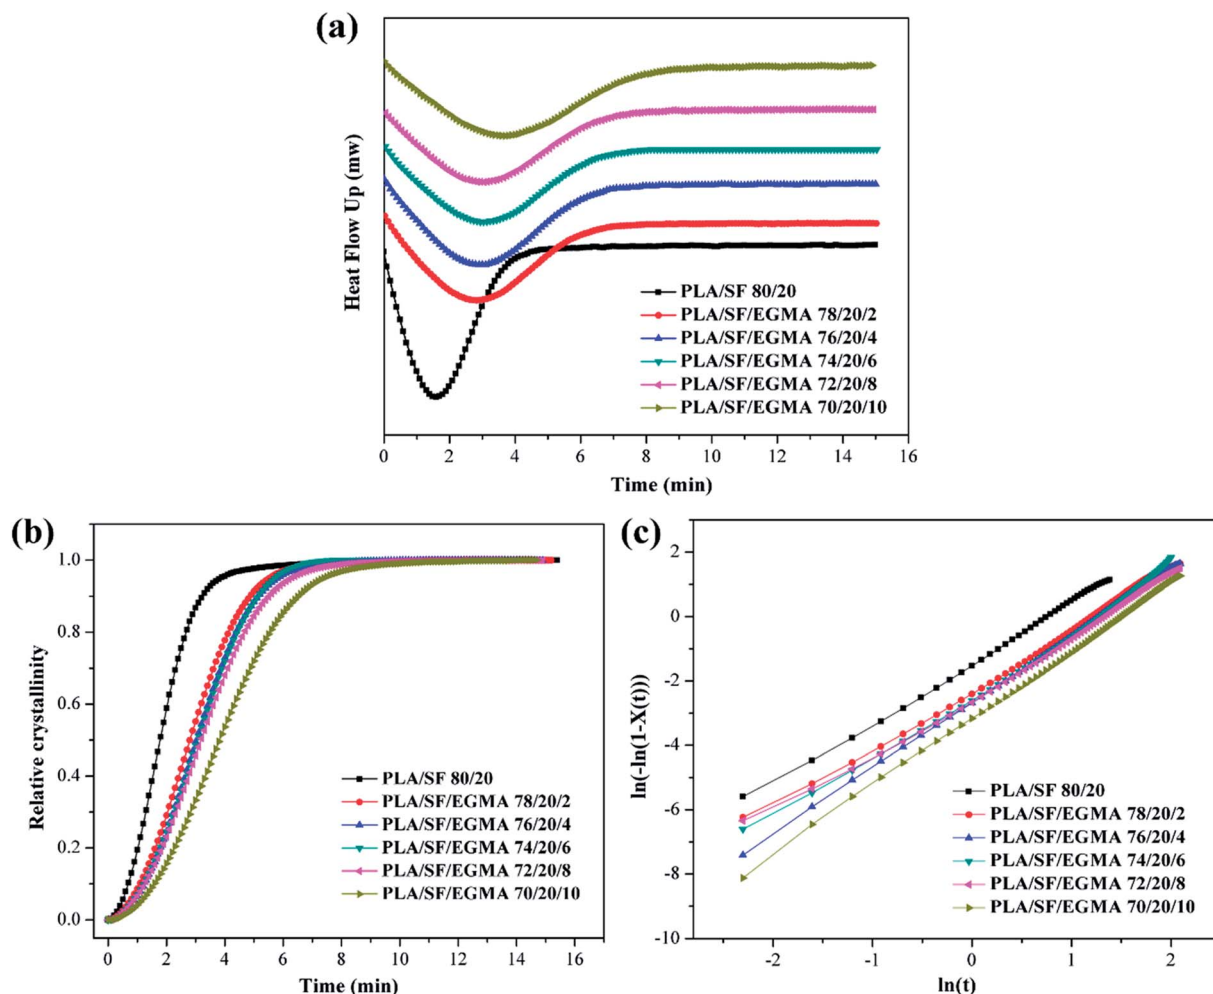 (a)
Heat Flow Up (mw)
PLA/SF 80/20
PLA/SF/EGMA 78/20/2
PLA/SF/EGMA 76/20/4
PLA/SF/EGMA 74/20/6
PLA/SF/EGMA 72/20/8
PLA/SF/EGMA 70/20/10
0 2 4 6 8 10 12 14 16
Time (min)
(b)
Relative crystallinity
1.0
0.8
0.6
0.4
0.2
0.0
PLA/SF 80/20
PLA/SF/EGMA 78/20/2
PLA/SF/EGMA 76/20/4
PLA/SF/EGMA 74/20/6
PLA/SF/EGMA 72/20/8
PLA/SF/EGMA 70/20/10
0 2 4 6 8 10 12 14 16
Time (min)
(c)
ln(-ln(1-X(t)))
2
0
-2
-4
-6
-8
-10
PLA/SF 80/20
PLA/SF/EGMA 78/20/2
PLA/SF/EGMA 76/20/4
PLA/SF/EGMA 74/20/6
PLA/SF/EGMA 72/20/8
PLA/SF/EGMA 70/20/10
-2 -1 0 1 2
ln(t)